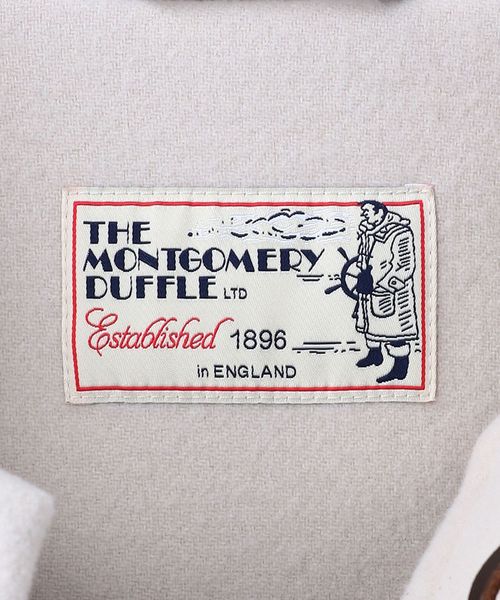 THE
MONTGOMERY
DUFFLE LTD
Established 1896
in ENGLAND